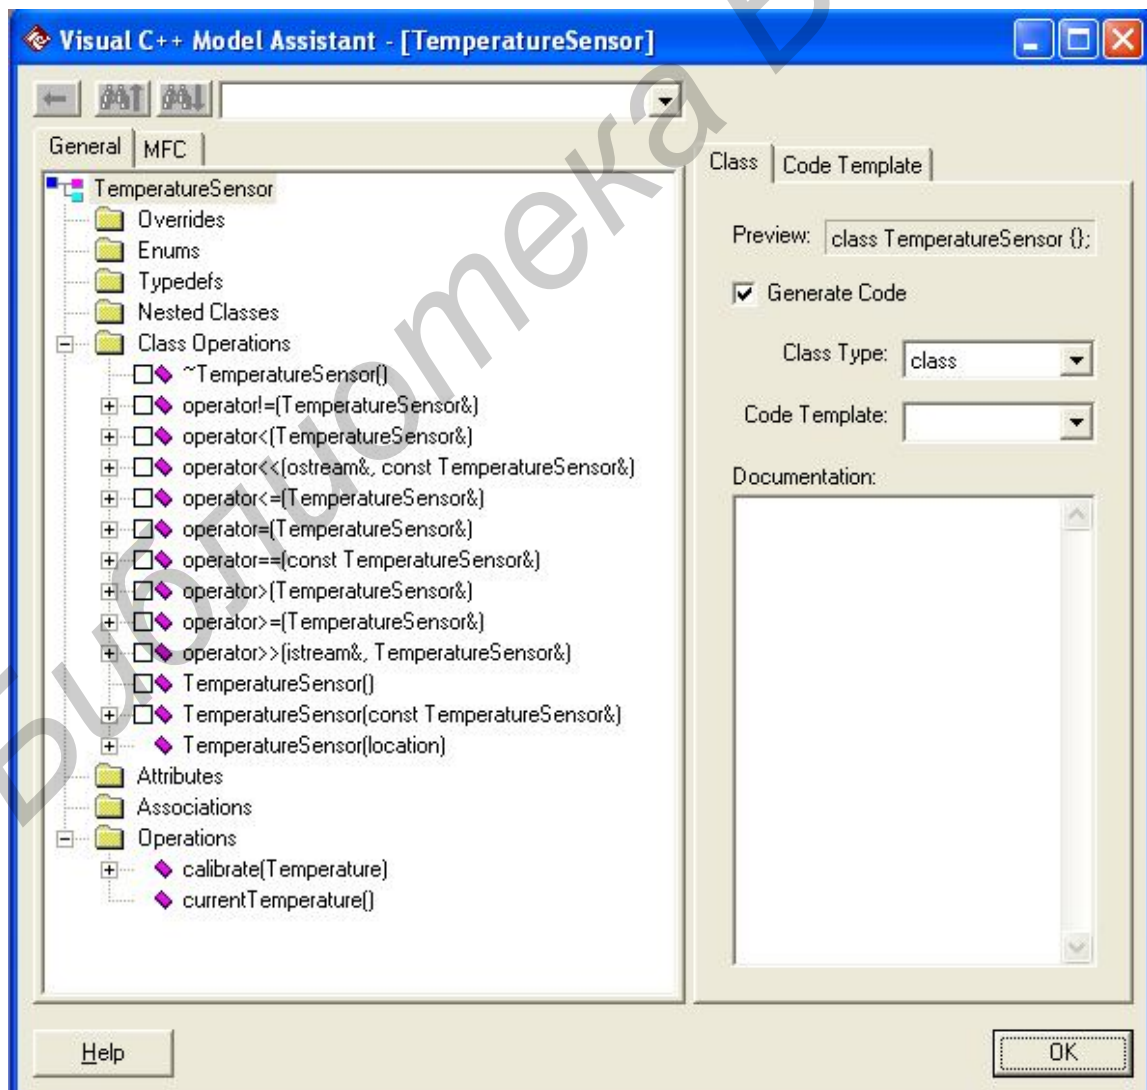 Visual C++ Model Assistant - [TemperatureSensor]
General
MFC
TemperatureSensor
Overrides
Enums
Typedefs
Nested Classes
Class Operations
~TemperatureSensor()
operator!=(TemperatureSensor&)
operator<(TemperatureSensor&)
operator<<(ostream&, const TemperatureSensor&)
operator<=(TemperatureSensor&)
operator=(TemperatureSensor&)
operator==(const TemperatureSensor&)
operator>(TemperatureSensor&)
operator>=(TemperatureSensor&)
operator>>(istream&, TemperatureSensor&)
TemperatureSensor()
TemperatureSensor(const TemperatureSensor&)
TemperatureSensor(location)
Attributes
Associations
Operations
calibrate(Temperature)
currentTemperature()
Class
Code Template
Preview: class TemperatureSensor {};
Generate Code
Class Type: class
Code Template:
Documentation:
Help
OK
Библиотека